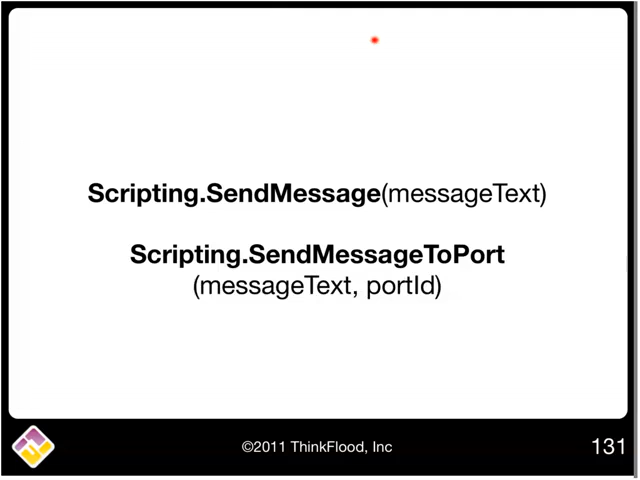 Scripting.SendMessage(messageText)
Scripting.SendMessageToPort
(messageText, portId)
©2011 ThinkFlood, Inc
131